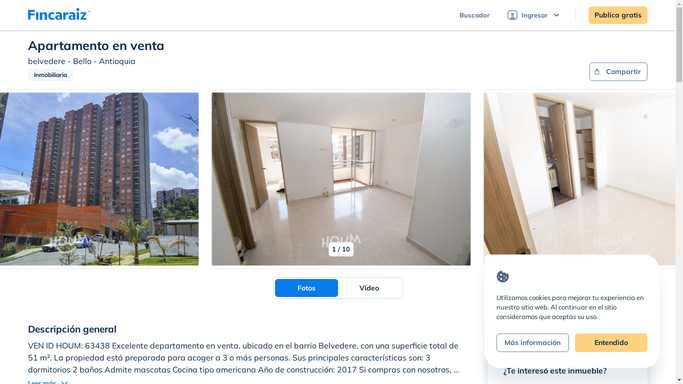 Fincaraiz
Buscador
Ingresar
Publica gratis
Apartamento en venta
belvedere - Bello - Antioquia
Inmobiliaria
Compartir
HOUM
HOUM
1 / 10
Fotos
Video
Descripción general
VEN ID HOUM: 63438 Excelente departamento en venta, ubicado en el barrio Belvedere, con una superficie total de
51 m². La propiedad está preparada para acoger a 3 o más personas. Sus principales características son: 3
dormitorios 2 baños Admite mascotas Cocina tipo americana Año de construcción: 2017 Si compras con nosotros, ...
Leer más
Utilizamos cookies para mejorar tu experiencia en
nuestro sitio web. Al continuar en el sitio
consideramos que aceptas su uso.
Más información
Entendido
¿Te interesó este inmueble?